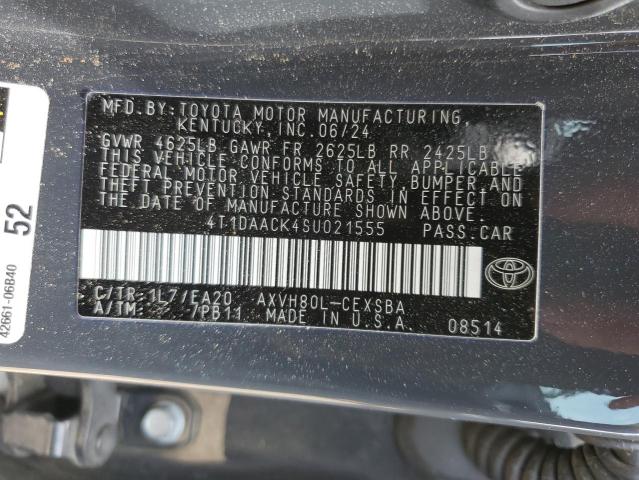 MFD.BY: TOYOTA MOTOR MANUFACTURING,
KENTUCKY, INC. 06/24
GVWR 4625LB GAWR FR 2625LB RR 2425LB
THIS VEHICLE CONFORMS TO ALL APPLICABLE
FEDERAL MOTOR VEHICLE SAFETY, BUMPER AND
THEFT PREVENTION STANDARDS IN EFFECT ON
THE DATE OF MANUFACTURE SHOWN ABOVE.
4T1DAACK4SU021555 PASS.CAR
C/TR: 1L7/EA20 AXVH80L-CEXSBA
A/TM: - / 7PB11 MADE IN U.S.A. 08514
52
42661-06B40